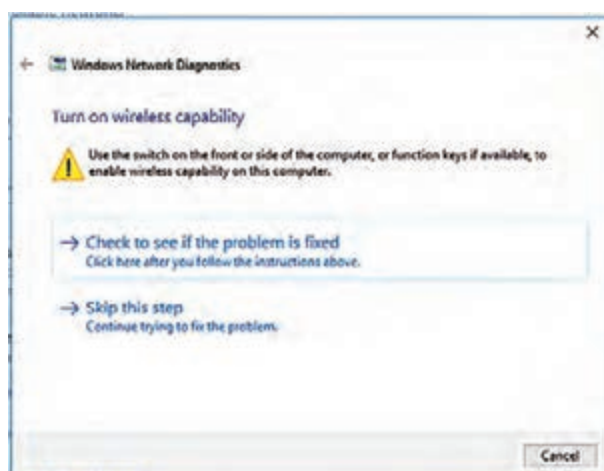 Windows Network Diagnostics
Turn on wireless capability
Use the switch on the front or side of the computer, or function keys if available, to
enable wireless capability on this computer.
→ Check to see if the problem is fixed
Click here after you follow the instructions above.
→ Skip this step
Continue trying to fix the problem.
Cancel